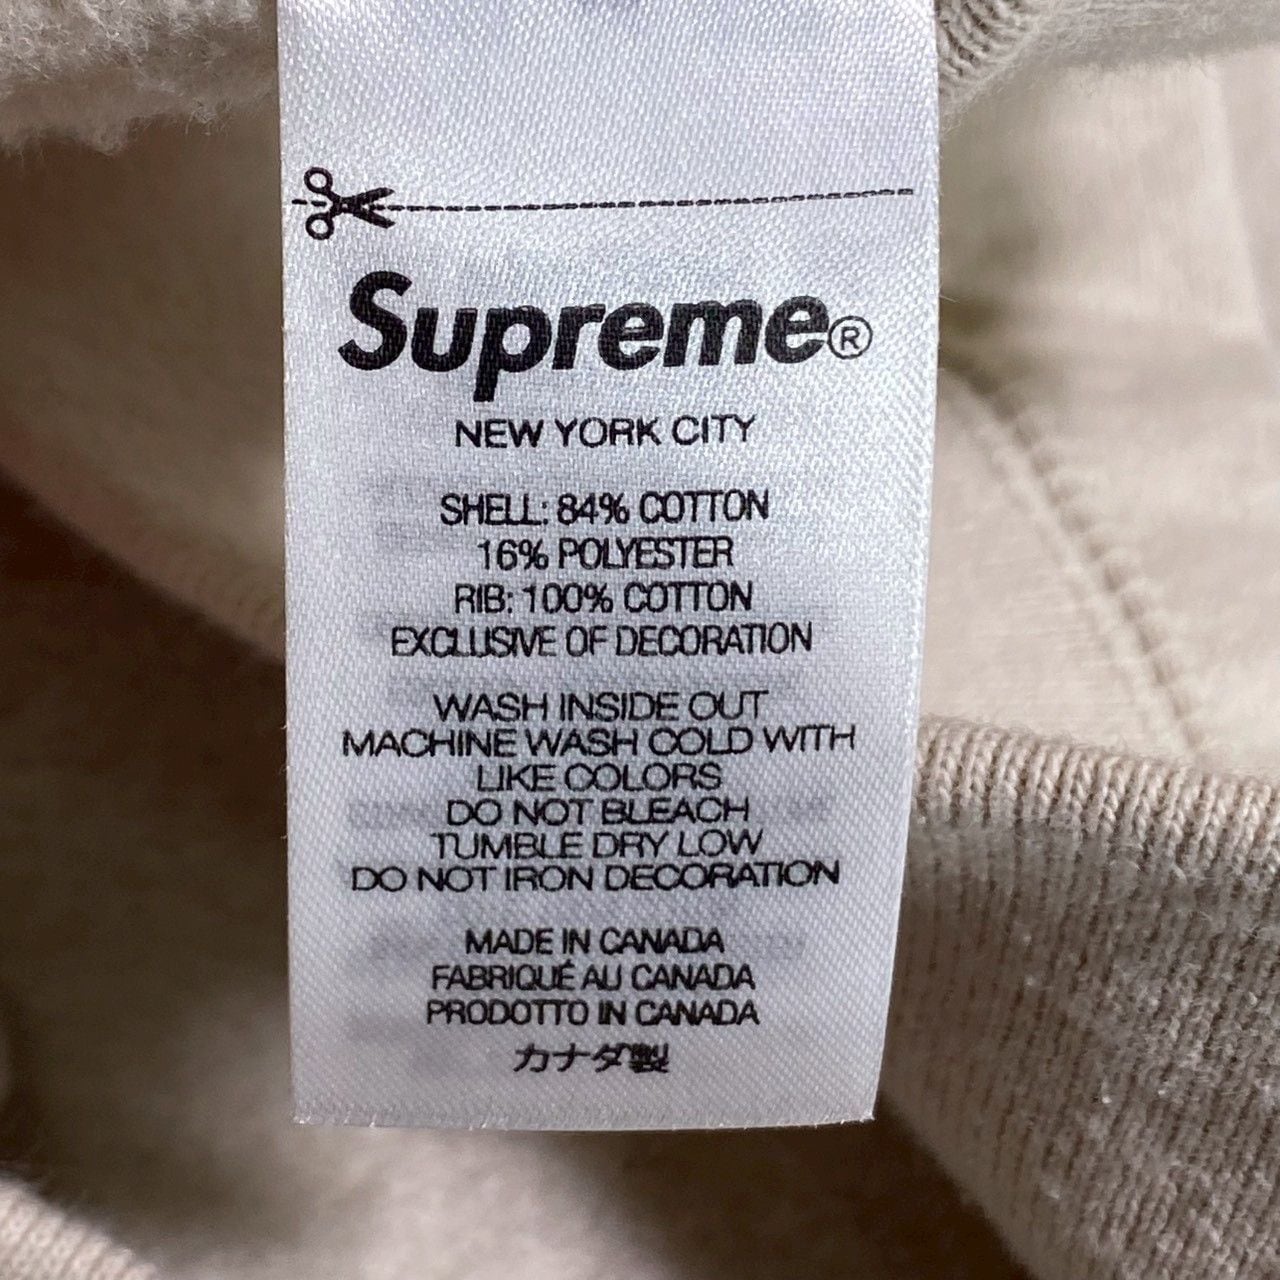 Supreme®
NEW YORK CITY
SHELL: 84% COTTON
16% POLYESTER
RIB: 100% COTTON
EXCLUSIVE OF DECORATION
WASH INSIDE OUT
MACHINE WASH COLD WITH
LIKE COLORS
DO NOT BLEACH
TUMBLE DRY LOW
DO NOT IRON DECORATION
MADE IN CANADA
FABRIQUÉ AU CANADA
PRODOTTO IN CANADA
カナダ製